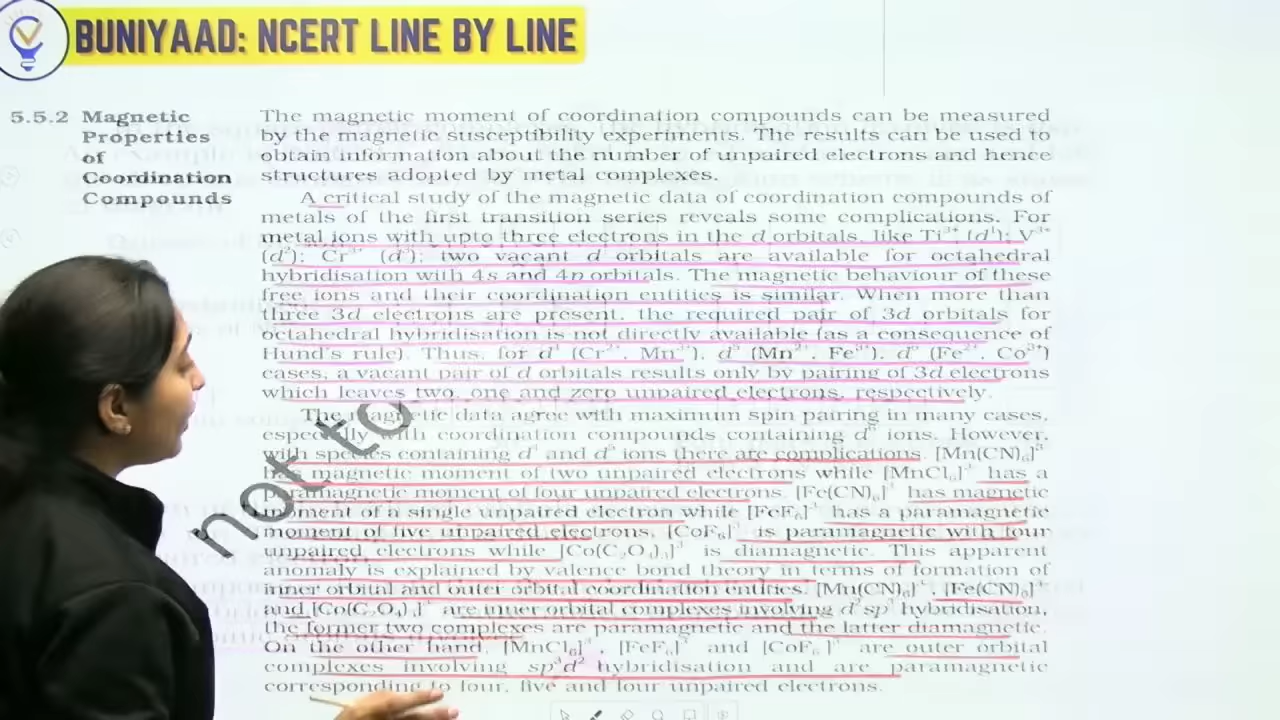 BUNIYAAD: NCERT LINE BY LINE
5.5.2 Magnetic
Properties
of
Coordination
Compounds
The magnetic moment of coordination compounds can be measured
by the magnetic susceptibility experiments. The results can be used to
obtain information about the number of unpaired electrons and hence
structures adopted by metal complexes.
A critical study of the magnetic data of coordination compounds of
metals of the first transition series reveals some complications. For
metal ions with upto three electrons in the d orbitals, like Ti³⁺ (d¹); V³⁺
(d²); Cr³⁺ (d³); two vacant d orbitals are available for octahedral
hybridisation with 4s and 4p orbitals. The magnetic behaviour of these
free ions and their coordination entities is similar. When more than
three 3d electrons are present, the required pair of 3d orbitals for
octahedral hybridisation is not directly available (as a consequence of
Hund's rule). Thus, for d⁴ (Cr²⁺, Mn³⁺), d⁵ (Mn²⁺, Fe³⁺), d⁶ (Fe²⁺, Co³⁺)
cases, a vacant pair of d orbitals results only by pairing of 3d electrons
which leaves two, one and zero unpaired electrons, respectively.
The magnetic data agree with maximum spin pairing in many cases,
especially with coordination compounds containing d⁶ ions. However,
with species containing d⁴ and d⁵ ions there are complications. [Mn(CN)₆]³⁻
has magnetic moment of two unpaired electrons while [MnCl₆]³⁻ has a
paramagnetic moment of four unpaired electrons. [Fe(CN)₆]³⁻ has magnetic
moment of a single unpaired electron while [FeF₆]³⁻ has a paramagnetic
moment of five unpaired electrons. [CoF₆]³⁻ is paramagnetic with four
unpaired electrons while [Co(C₂O₄)₃]³⁻ is diamagnetic. This apparent
anomaly is explained by valence bond theory in terms of formation of
inner orbital and outer orbital coordination entities. [Mn(CN)₆]³⁻, [Fe(CN)₆]³⁻
and [Co(C₂O₄)₃]³⁻ are inner orbital complexes involving d²sp³ hybridisation,
the former two complexes are paramagnetic and the latter diamagnetic.
On the other hand, [MnCl₆]³⁻, [FeF₆]³⁻ and [CoF₆]³⁻ are outer orbital
complexes involving sp³d² hybridisation and are paramagnetic
corresponding to four, five and four unpaired electrons.
not to